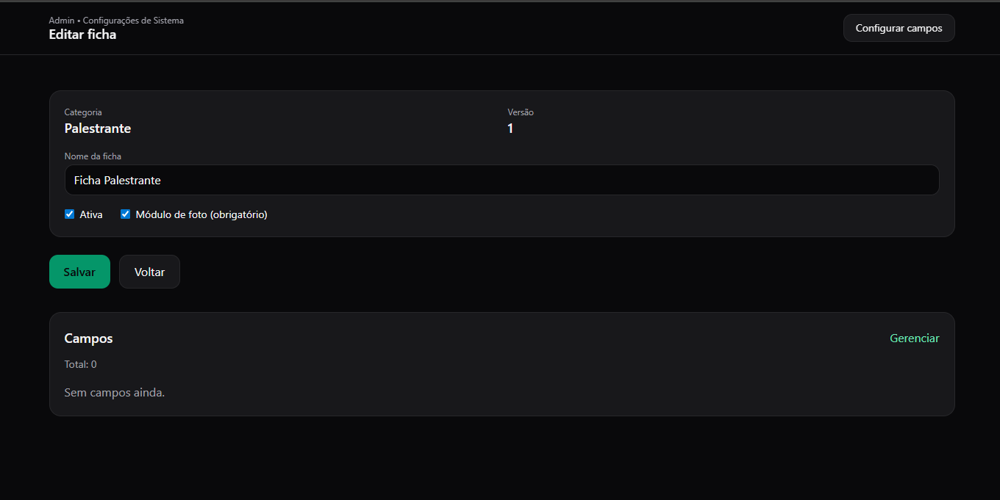 Admin • Configurações de Sistema
Editar ficha
Configurar campos
Categoria
Palestrante
Versão
1
Nome da ficha
Ficha Palestrante
Ativa
Módulo de foto (obrigatório)
Salvar
Voltar
Campos
Gerenciar
Total: 0
Sem campos ainda.